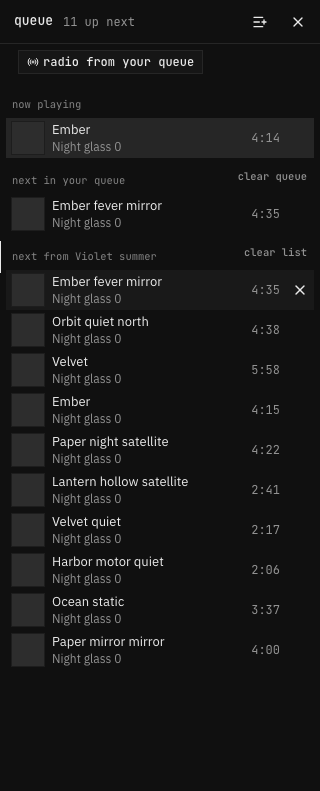 queue 11 up next
radio from your queue
now playing
Ember
Night glass 0
4:14
next in your queue
clear queue
Ember fever mirror
Night glass 0
4:35
next from Violet summer
clear list
Ember fever mirror
Night glass 0
4:35
Orbit quiet north
Night glass 0
4:38
Velvet
Night glass 0
5:58
Ember
Night glass 0
4:15
Paper night satellite
Night glass 0
4:22
Lantern hollow satellite
Night glass 0
2:41
Velvet quiet
Night glass 0
2:17
Harbor motor quiet
Night glass 0
2:06
Ocean static
Night glass 0
3:37
Paper mirror mirror
Night glass 0
4:00